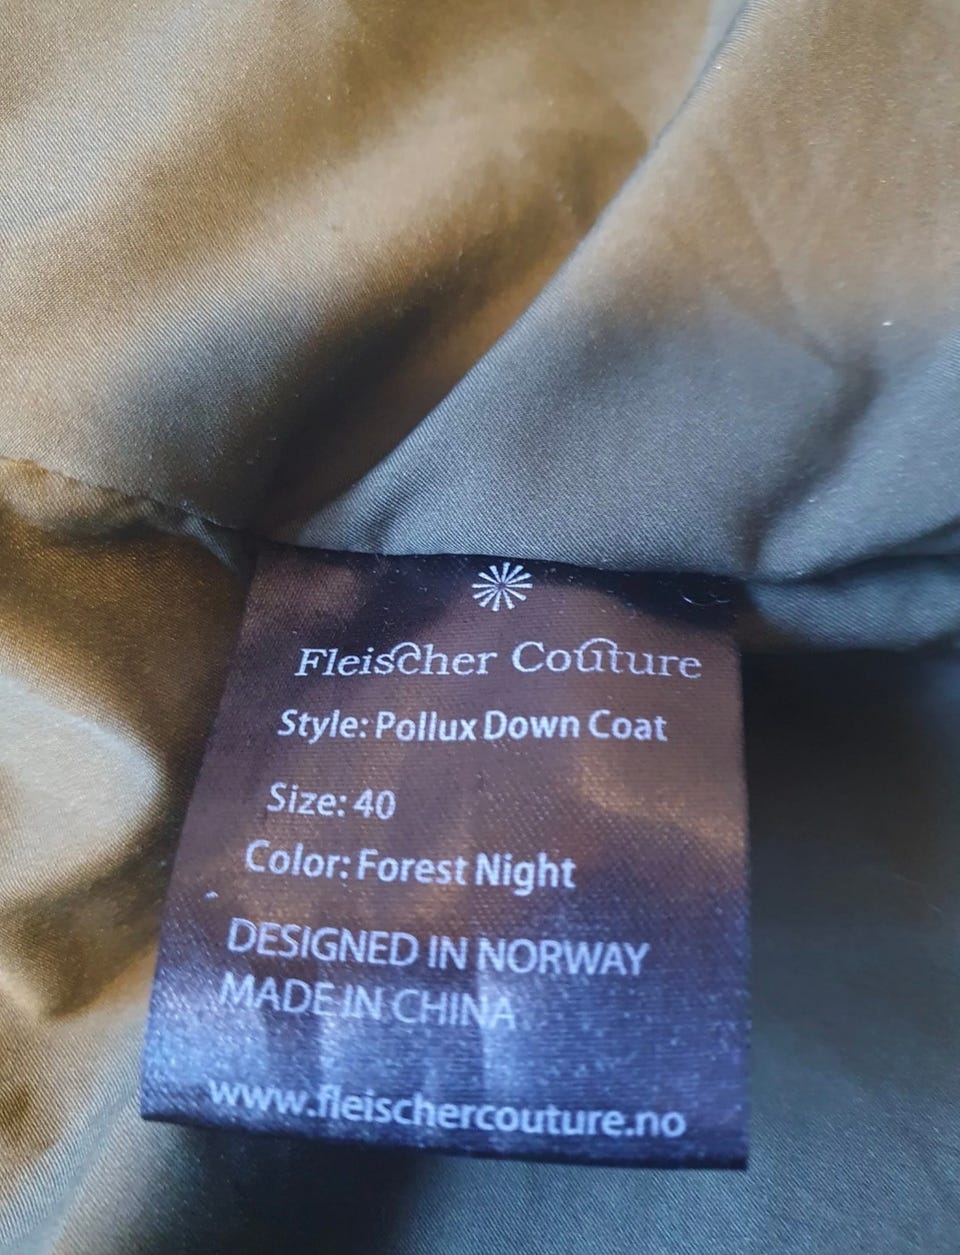 Fleischer Couture
Style: Pollux Down Coat
Size: 40
Color: Forest Night
DESIGNED IN NORWAY
MADE IN CHINA
www.fleischercouture.no